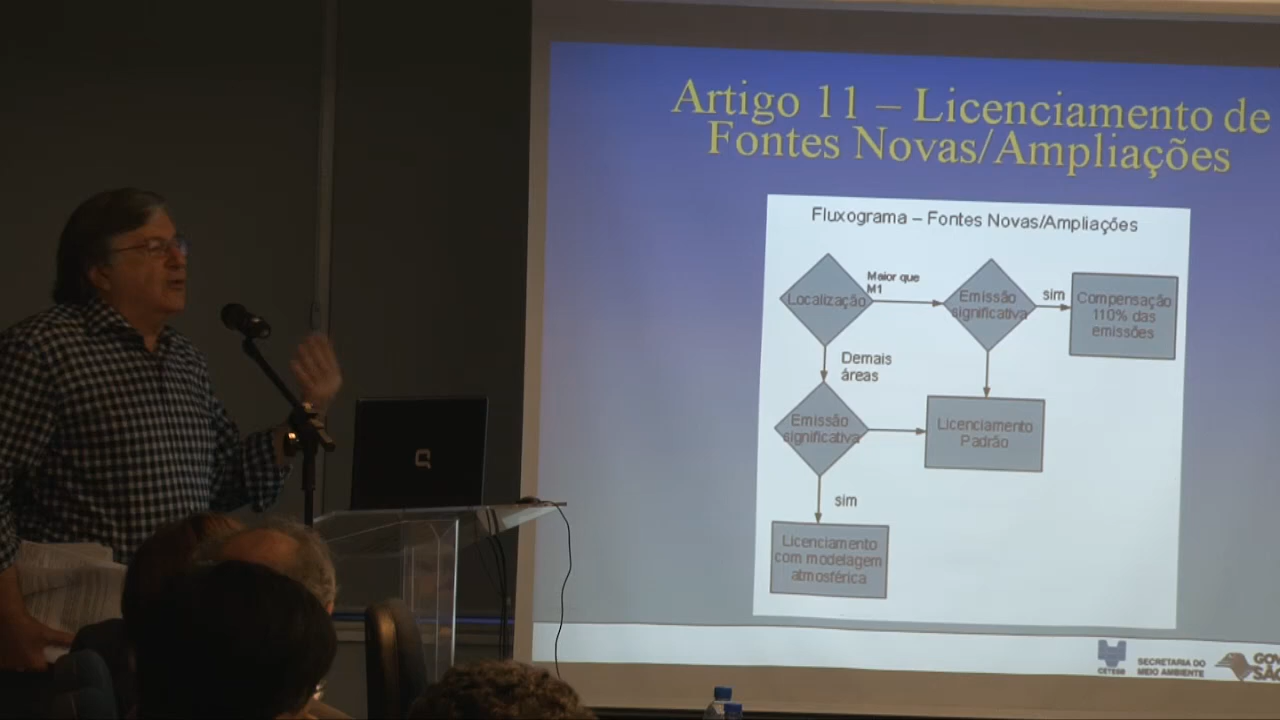 Artigo 11 – Licenciamento de
Fontes Novas/Ampliações
Fluxograma – Fontes Novas/Ampliações
Localização
Maior que
M1
Emissão
significativa
sim
Compensação
110% das
emissões
Demais
áreas
Emissão
significativa
Licenciamento
Padrão
sim
Licenciamento
com modelagem
atmosférica
CETESB
SECRETARIA DO
MEIO AMBIENTE